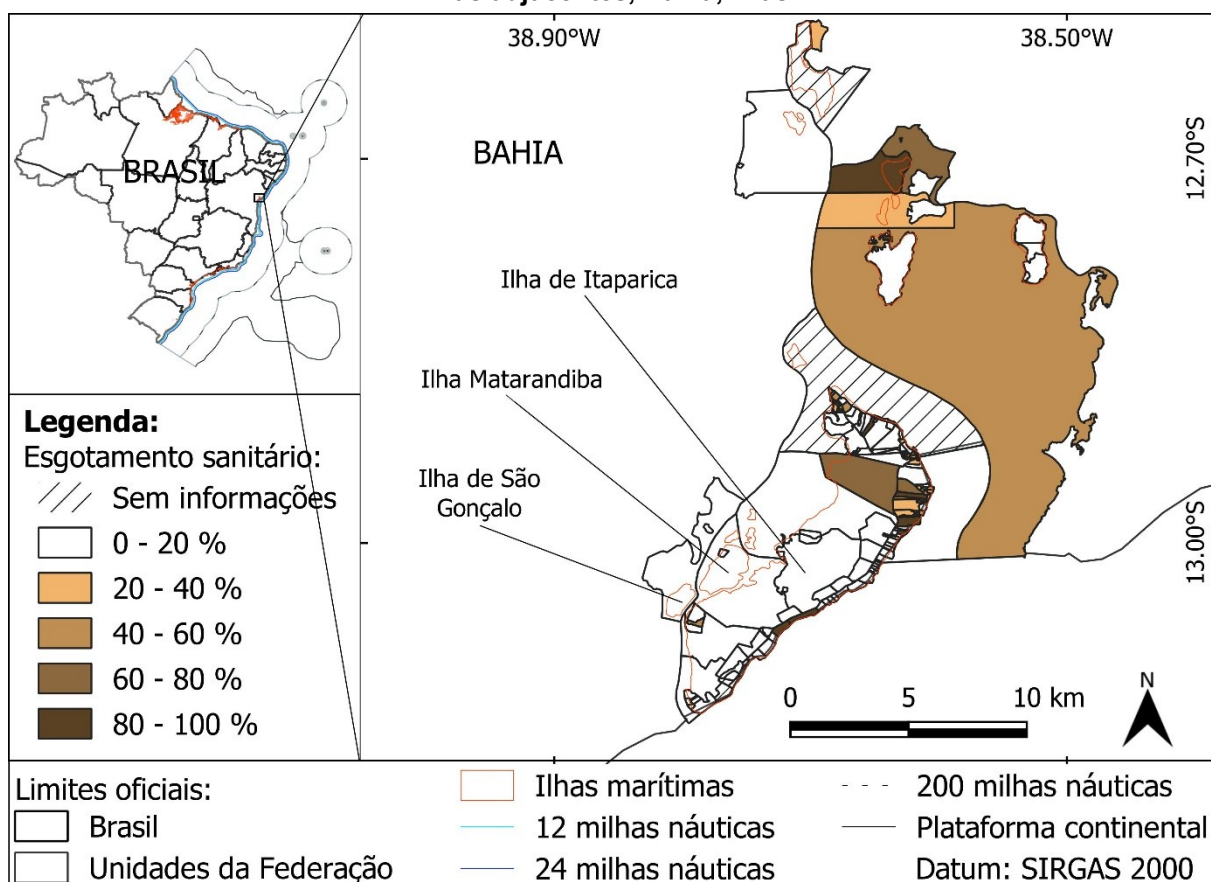 38.90°W
38.50°W
BRASIL
BAHIA
12.70°S
Ilha de Itaparica
Ilha Matarandiba
Ilha de São
Gonçalo
13.00°S
Legenda:
Esgotamento sanitário:
Sem informações
0 - 20 %
20 - 40 %
40 - 60 %
60 - 80 %
80 - 100 %
0 5 10 km
N
Limites oficiais:
Brasil
Unidades da Federação
Ilhas marítimas
12 milhas náuticas
24 milhas náuticas
200 milhas náuticas
Plataforma continental
Datum: SIRGAS 2000